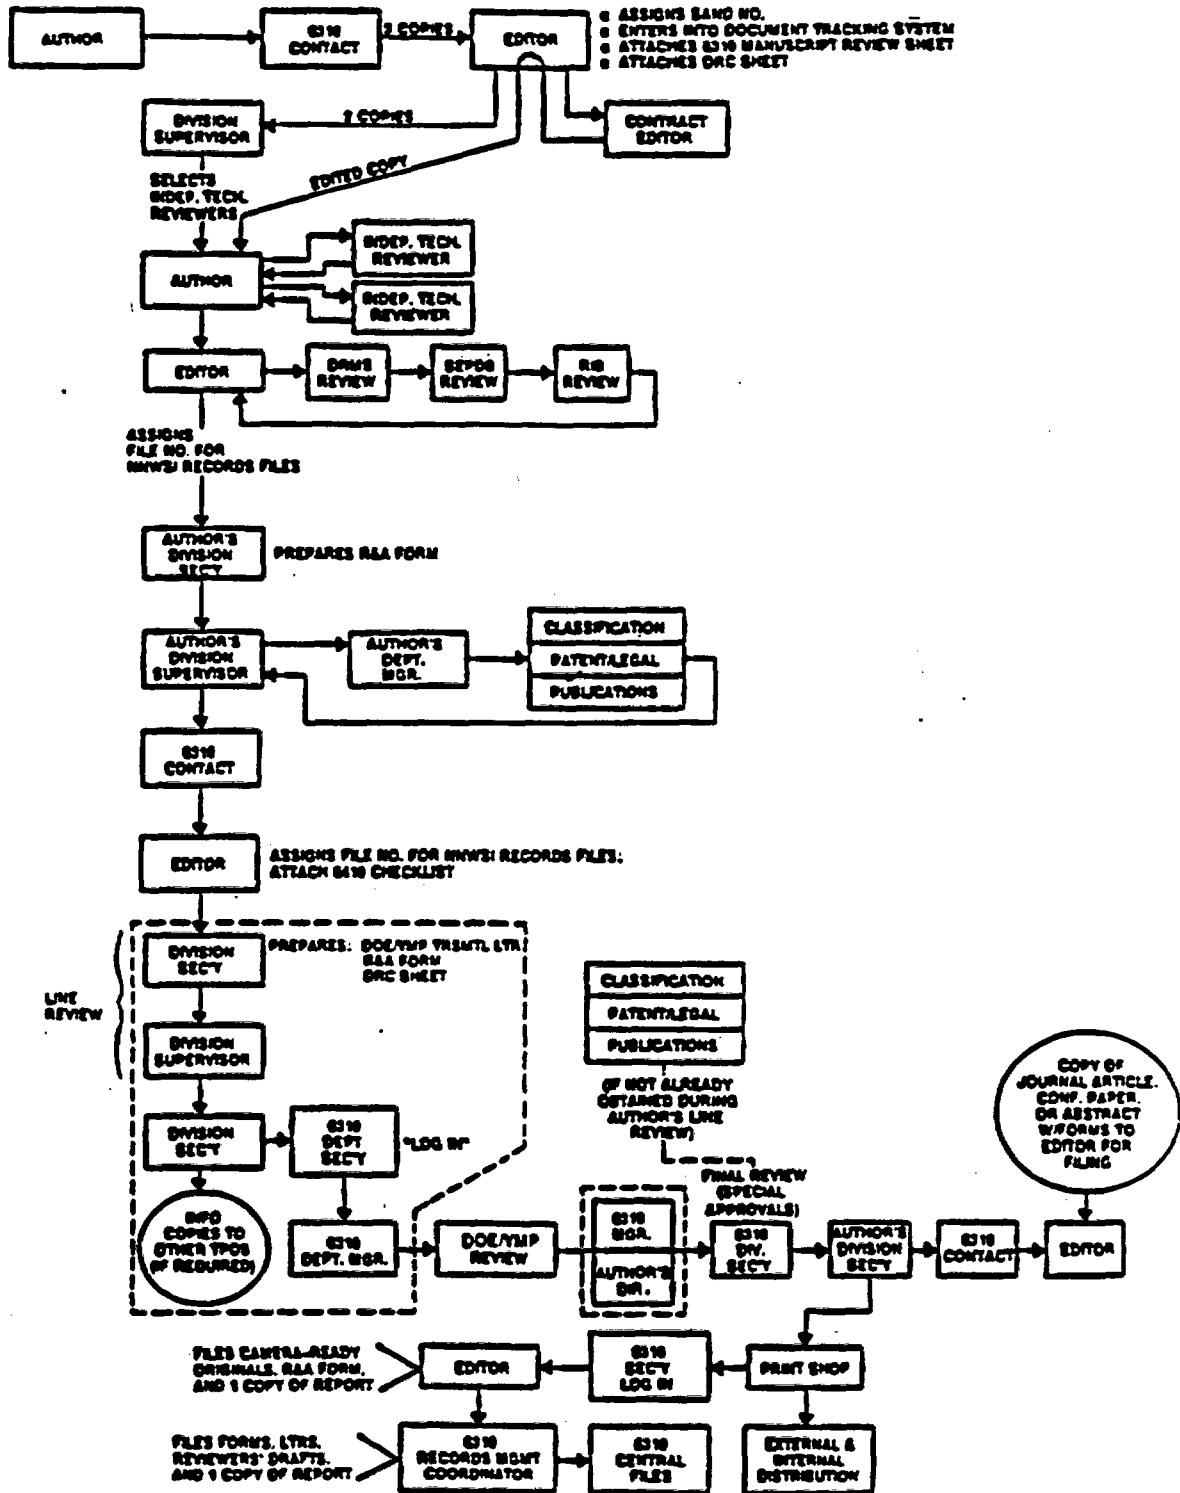 AUTHOR
6310
CONTACT
3 COPIES
EDITOR
ASSIGNS SAND NO.
ENTERS INTO DOCUMENT TRACKING SYSTEM
ATTACHES 6310 MANUSCRIPT REVIEW SHEET
ATTACHES DRC SHEET
DIVISION
SUPERVISOR
2 COPIES
CONTRACT
EDITOR
EDITED COPY
SELECTS
INDEP. TECH.
REVIEWERS
AUTHOR
INDEP. TECH.
REVIEWER
INDEP. TECH.
REVIEWER
EDITOR
DRMS
REVIEW
SEPDB
REVIEW
RIB
REVIEW
ASSIGNS
FILE NO. FOR
NNWSI RECORDS FILES
AUTHOR'S
DIVISION
SEC'Y
PREPARES R&A FORM
AUTHOR'S
DIVISION
SUPERVISOR
AUTHOR'S
DEPT.
MGR.
CLASSIFICATION
PATENT/LEGAL
PUBLICATIONS
6310
CONTACT
EDITOR
ASSIGNS FILE NO. FOR NNWSI RECORDS FILES;
ATTACH 6410 CHECKLIST
LINE
REVIEW
DIVISION
SEC'Y
PREPARES: DOE/YMP TRSMTL LTR
R&A FORM
DRC SHEET
DIVISION
SUPERVISOR
DIVISION
SEC'Y
6310
DEPT
SEC'Y
"LOG IN"
INFO
COPIES TO
OTHER TPOS
(IF REQUIRED)
6310
DEPT. MGR.
DOE/YMP
REVIEW
CLASSIFICATION
PATENT/LEGAL
PUBLICATIONS
(IF NOT ALREADY
OBTAINED DURING
AUTHOR'S LINE
REVIEW)
FINAL REVIEW
(SPECIAL
APPROVALS)
6310
MGR.
AUTHOR'S
DIR.
6310
DIV.
SEC'Y
AUTHOR'S
DIVISION
SEC'Y
6310
CONTACT
EDITOR
COPY OF
JOURNAL ARTICLE,
CONF. PAPER,
OR ABSTRACT
W/FORMS TO
EDITOR FOR
FILING
FILES CAMERA-READY
ORIGINALS, R&A FORM,
AND 1 COPY OF REPORT
EDITOR
6310
SEC'Y
LOG IN
PRINT SHOP
FILES FORMS, LTRS,
REVIEWERS' DRAFTS,
AND 1 COPY OF REPORT
6310
RECORDS MGMT
COORDINATOR
6310
CENTRAL
FILES
EXTERNAL &
INTERNAL
DISTRIBUTION